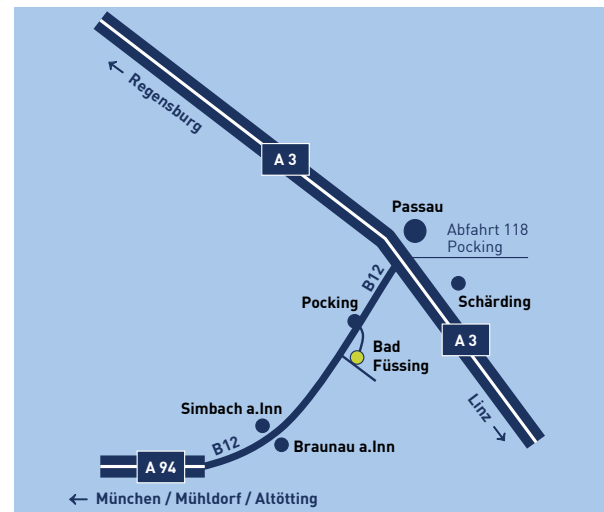 ← Regensburg
A 3
Passau
Abfahrt 118
Pocking
B12
Schärding
Pocking
A 3
Bad
Füssing
Linz →
Simbach a.Inn
B12
Braunau a.Inn
A 94
← München / Mühldorf / Altötting